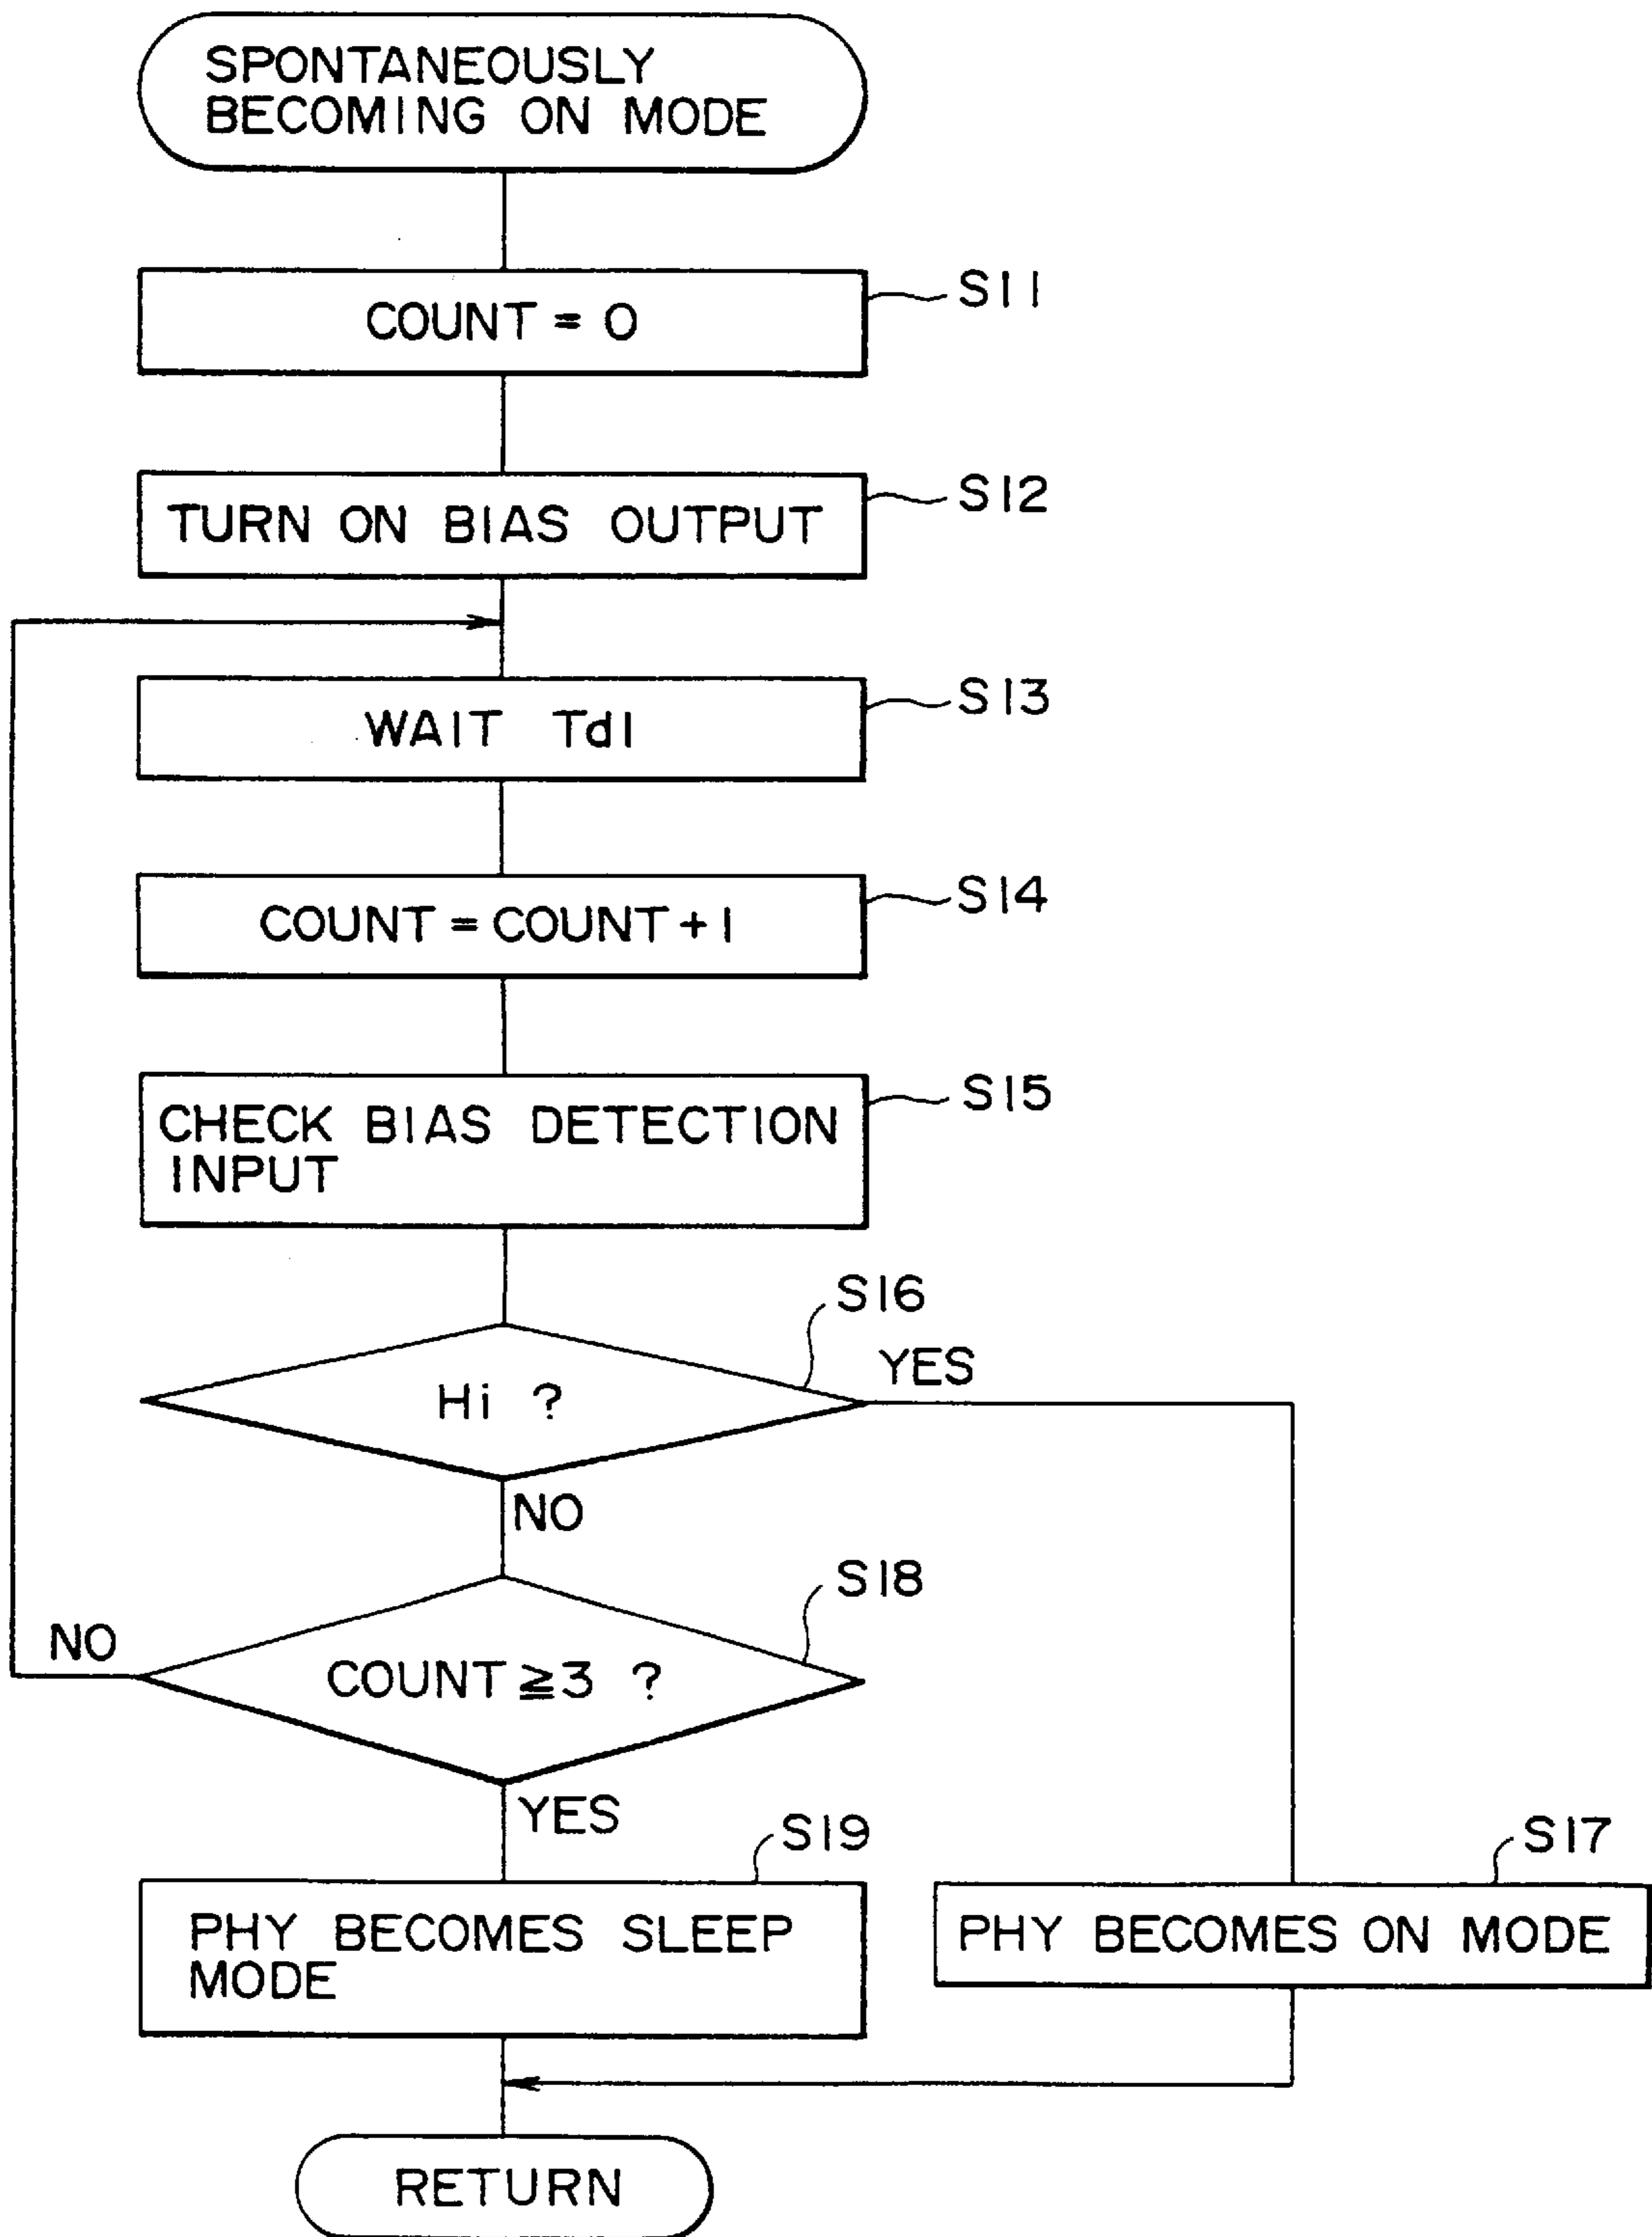 SPONTANEOUSLY
BECOMING ON MODE
COUNT = 0
S11
TURN ON BIAS OUTPUT
S12
WAIT Td1
S13
COUNT = COUNT + 1
S14
CHECK BIAS DETECTION
INPUT
S15
S16
Hi ?
YES
NO
S18
NO
COUNT ≧ 3 ?
YES
S19
S17
PHY BECOMES SLEEP
MODE
PHY BECOMES ON MODE
RETURN